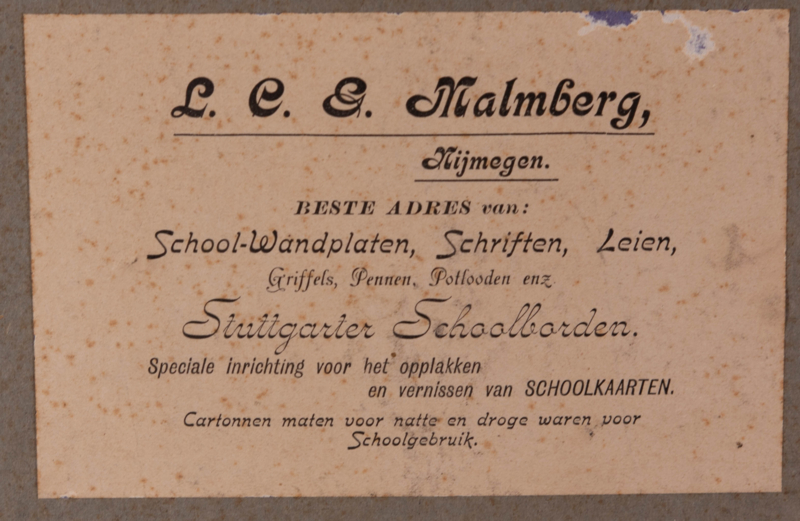 L. C. G. Malmberg,
Nijmegen.
BESTE ADRES van:
School-Wandplaten, Schriften, Leien,
Griffels, Pennen, Potlooden enz.
Stuttgarter Schoolborden.
Speciale inrichting voor het opplakken
en vernissen van SCHOOLKAARTEN.
Cartonnen maten voor natte en droge waren voor
Schoolgebruik.